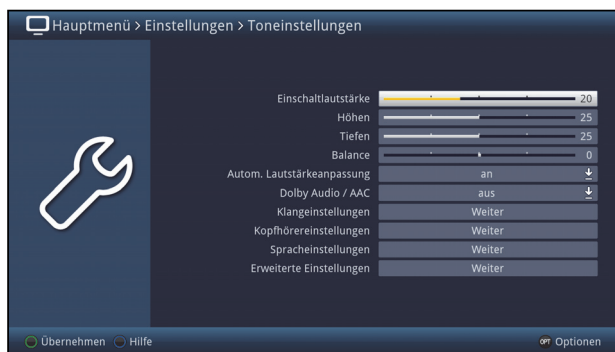 Hauptmenü > Einstellungen > Toneinstellungen
Einschaltlautstärke 20
Höhen 25
Tiefen 25
Balance 0
Autom. Lautstärkeanpassung an
Dolby Audio / AAC aus
Klangeinstellungen Weiter
Kopfhörereinstellungen Weiter
Spracheinstellungen Weiter
Erweiterte Einstellungen Weiter
Übernehmen Hilfe OPT Optionen